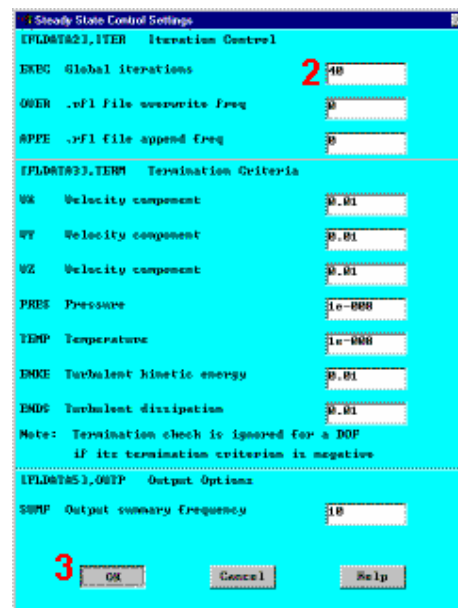 Steady State Control Settings
[FLDATA2],ITER Iteration Control
EXEC Global iterations 2 40
OVER .rfl file overwrite freq 0
APPE .rfl file append freq 0
[FLDATA3],TERM Termination Criteria
VX Velocity component 0.01
VY Velocity component 0.01
VZ Velocity component 0.01
PRES Pressure 1e-008
TEMP Temperature 1e-008
ENKE Turbulent kinetic energy 0.01
ENDS Turbulent dissipation 0.01
Note: Termination check is ignored for a DOF
if its termination criterion is negative
[FLDATA5],OUTP Output Options
SUMF Output summary frequency 10
3 OK Cancel Help